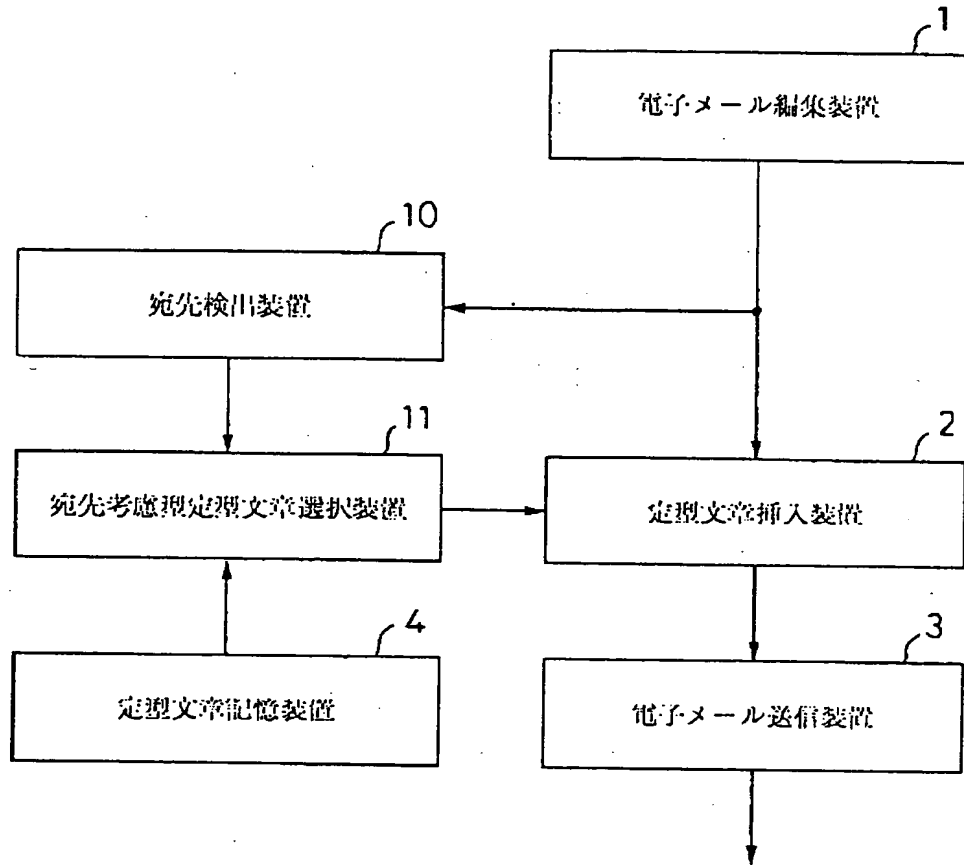 1
電子メール編集装置
10
宛先検出装置
11
宛先考慮型定型文章選択装置
2
定型文章挿入装置
4
定型文章記憶装置
3
電子メール送信装置